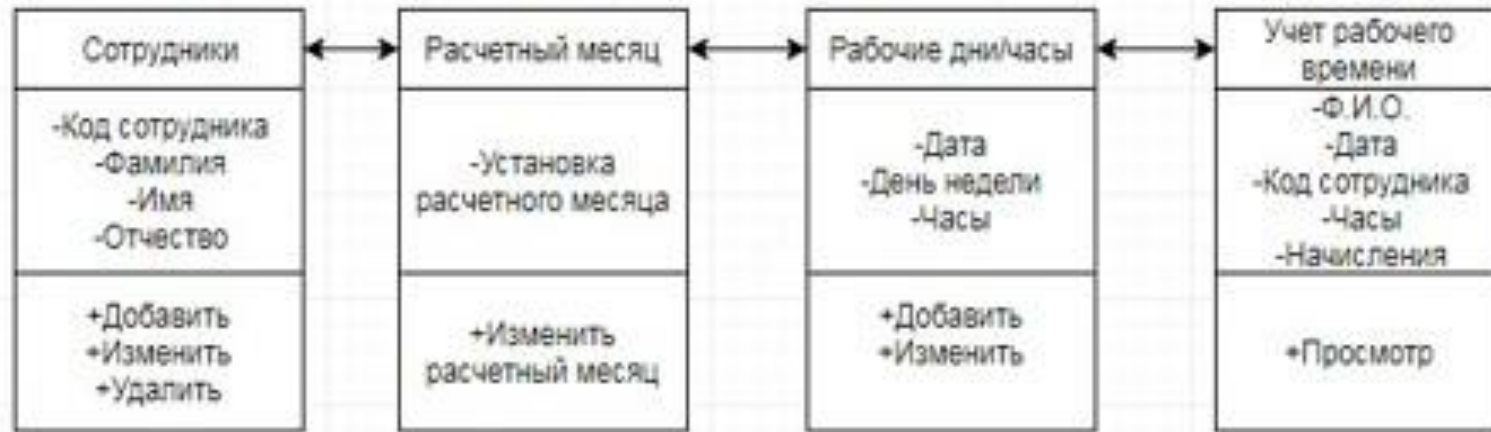 Сотрудники
-Код сотрудника
-Фамилия
-Имя
-Отчество
+Добавить
+Изменить
+Удалить
Расчетный месяц
-Установка
расчетного месяца
+Изменить
расчетный месяц
Рабочие дни/часы
-Дата
-День недели
-Часы
+Добавить
+Изменить
Учет рабочего
времени
-Ф.И.О.
-Дата
-Код сотрудника
-Часы
-Начисления
+Просмотр